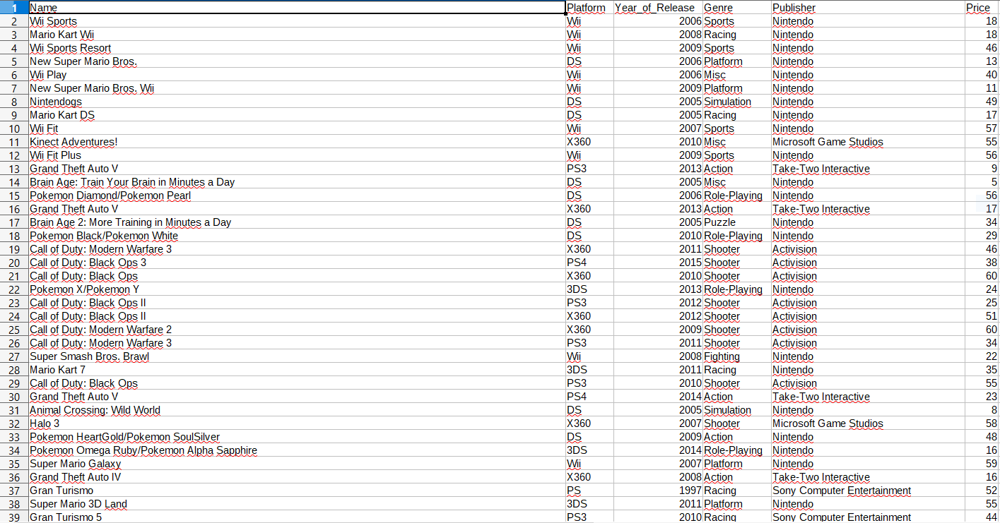 1 Name Platform Year_of_Release Genre Publisher Price
2 Wii Sports Wii 2006 Sports Nintendo 18
3 Mario Kart Wii Wii 2008 Racing Nintendo 18
4 Wii Sports Resort Wii 2009 Sports Nintendo 46
5 New Super Mario Bros. DS 2006 Platform Nintendo 13
6 Wii Play Wii 2006 Misc Nintendo 40
7 New Super Mario Bros. Wii Wii 2009 Platform Nintendo 11
8 Nintendogs DS 2005 Simulation Nintendo 49
9 Mario Kart DS DS 2005 Racing Nintendo 17
10 Wii Fit Wii 2007 Sports Nintendo 57
11 Kinect Adventures! X360 2010 Misc Microsoft Game Studios 55
12 Wii Fit Plus Wii 2009 Sports Nintendo 56
13 Grand Theft Auto V PS3 2013 Action Take-Two Interactive 9
14 Brain Age: Train Your Brain in Minutes a Day DS 2005 Misc Nintendo 5
15 Pokemon Diamond/Pokemon Pearl DS 2006 Role-Playing Nintendo 56
16 Grand Theft Auto V X360 2013 Action Take-Two Interactive 17
17 Brain Age 2: More Training in Minutes a Day DS 2005 Puzzle Nintendo 34
18 Pokemon Black/Pokemon White DS 2010 Role-Playing Nintendo 29
19 Call of Duty: Modern Warfare 3 X360 2011 Shooter Activision 46
20 Call of Duty: Black Ops 3 PS4 2015 Shooter Activision 38
21 Call of Duty: Black Ops X360 2010 Shooter Activision 60
22 Pokemon X/Pokemon Y 3DS 2013 Role-Playing Nintendo 24
23 Call of Duty: Black Ops II PS3 2012 Shooter Activision 25
24 Call of Duty: Black Ops II X360 2012 Shooter Activision 51
25 Call of Duty: Modern Warfare 2 X360 2009 Shooter Activision 60
26 Call of Duty: Modern Warfare 3 PS3 2011 Shooter Activision 34
27 Super Smash Bros. Brawl Wii 2008 Fighting Nintendo 22
28 Mario Kart 7 3DS 2011 Racing Nintendo 35
29 Call of Duty: Black Ops PS3 2010 Shooter Activision 55
30 Grand Theft Auto V PS4 2014 Action Take-Two Interactive 23
31 Animal Crossing: Wild World DS 2005 Simulation Nintendo 8
32 Halo 3 X360 2007 Shooter Microsoft Game Studios 58
33 Pokemon HeartGold/Pokemon SoulSilver DS 2009 Action Nintendo 48
34 Pokemon Omega Ruby/Pokemon Alpha Sapphire 3DS 2014 Role-Playing Nintendo 16
35 Super Mario Galaxy Wii 2007 Platform Nintendo 59
36 Grand Theft Auto IV X360 2008 Action Take-Two Interactive 16
37 Gran Turismo PS 1997 Racing Sony Computer Entertainment 52
38 Super Mario 3D Land 3DS 2011 Platform Nintendo 55
39 Gran Turismo 5 PS3 2010 Racing Sony Computer Entertainment 44